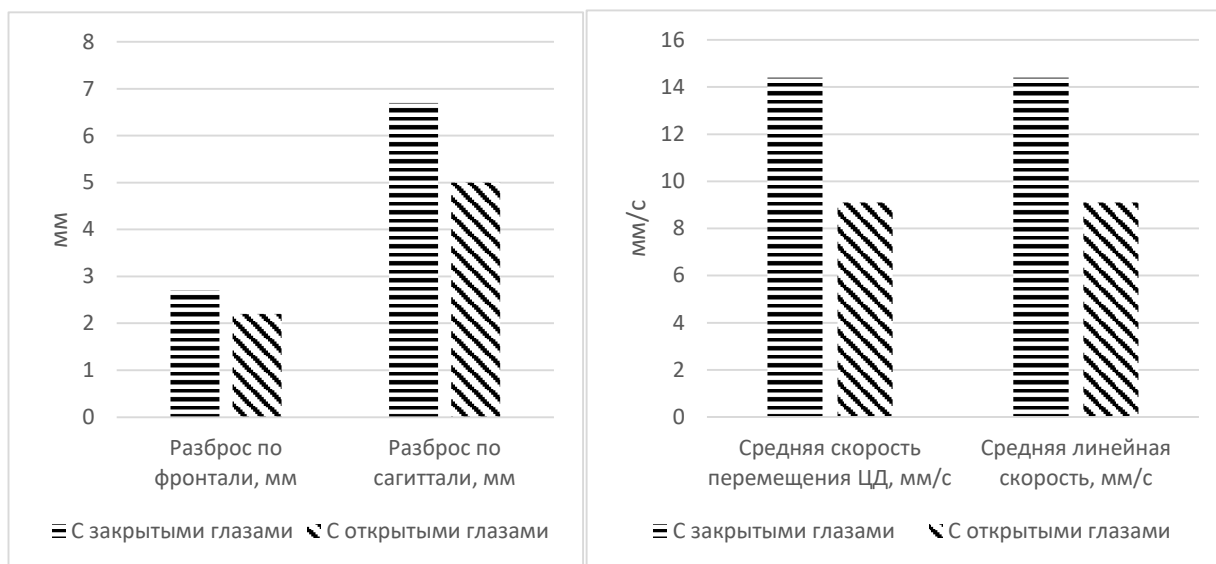 8
7
6
5
4
3
2
1
0
мм
Разброс по
фронтали, мм
Разброс по
сагиттали, мм
С закрытыми глазами
С открытыми глазами
16
14
12
10
8
6
4
2
0
мм/с
Средняя скорость
перемещения ЦД, мм/с
Средняя линейная
скорость, мм/с
С закрытыми глазами
С открытыми глазами